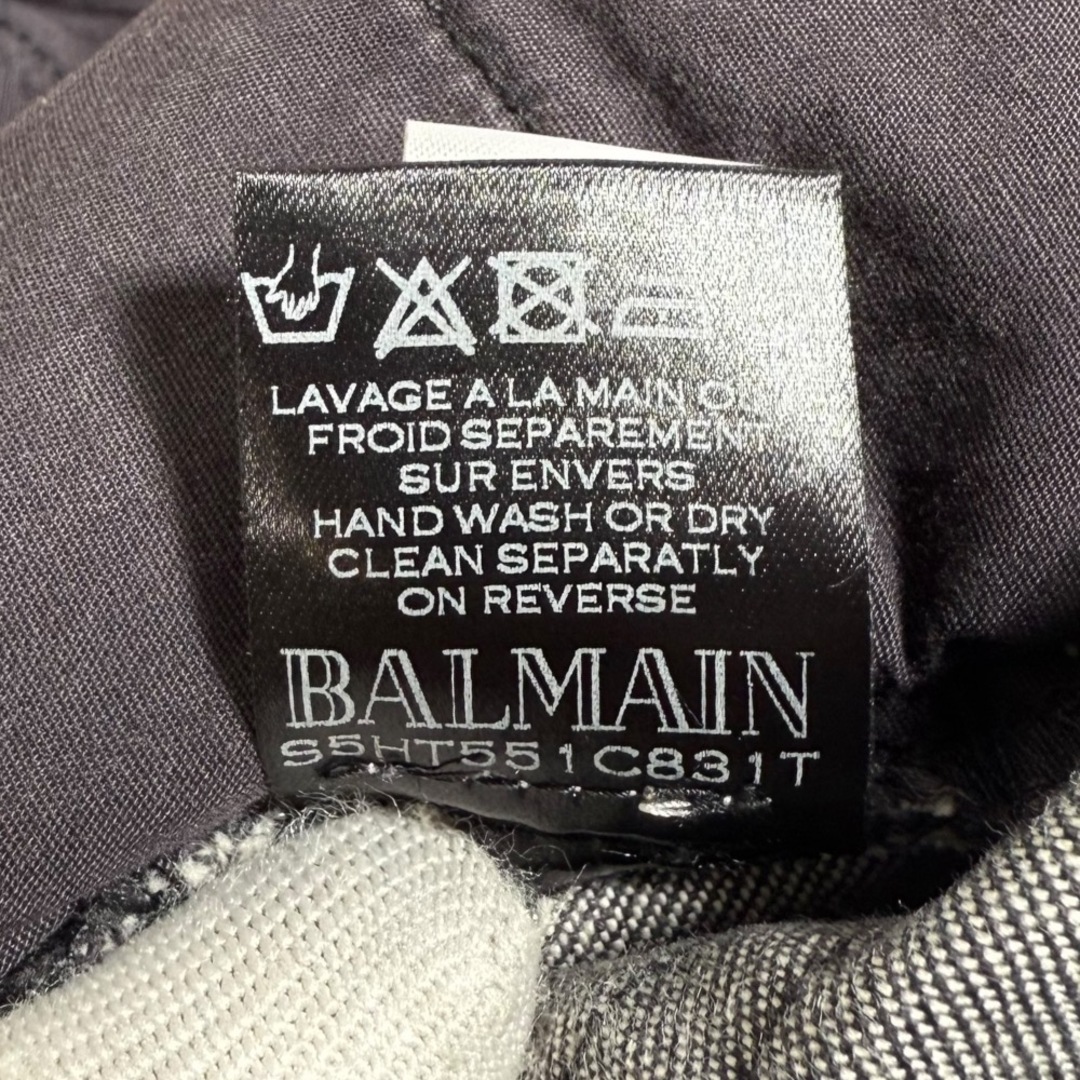 LAVAGE A LA MAIN
FROID SEPAREMENT
SUR ENVERS
HAND WASH OR DRY
CLEAN SEPARATLY
ON REVERSE
BALMAIN
S5HT551C831T